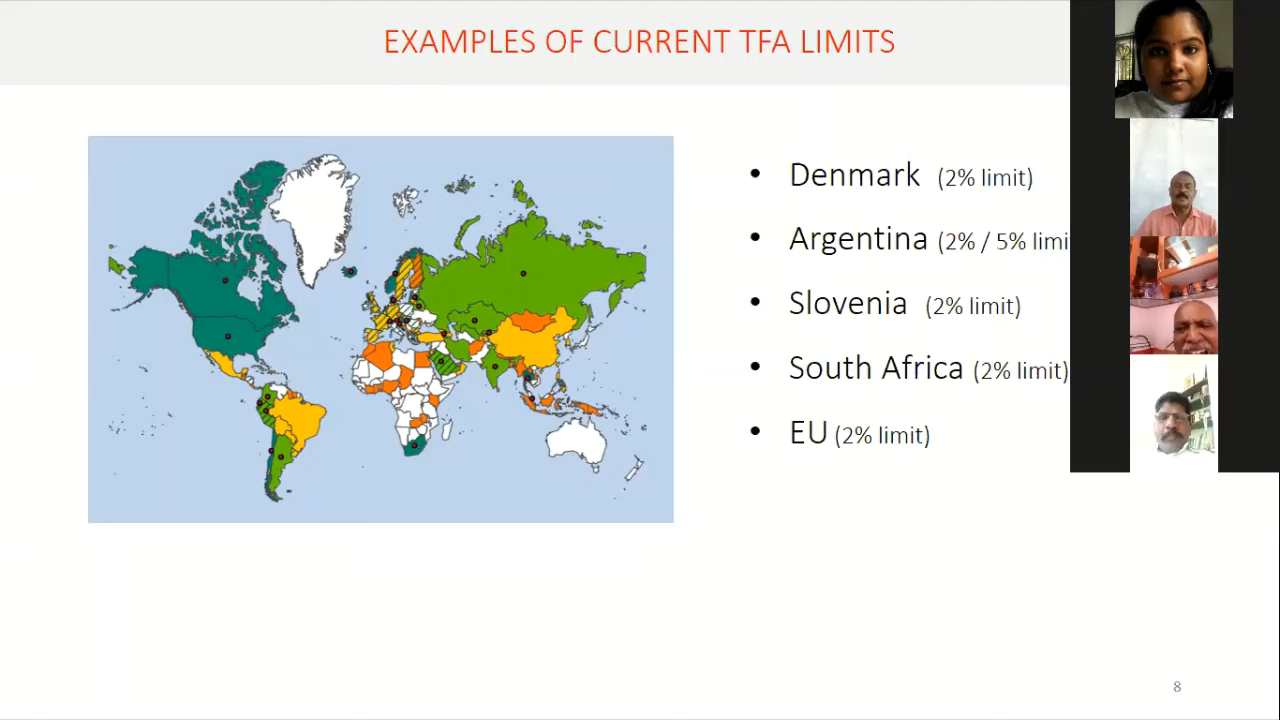 EXAMPLES OF CURRENT TFA LIMITS
• Denmark (2% limit)
• Argentina (2% / 5% limi
• Slovenia (2% limit)
• South Africa (2% limit)
• EU (2% limit)
8